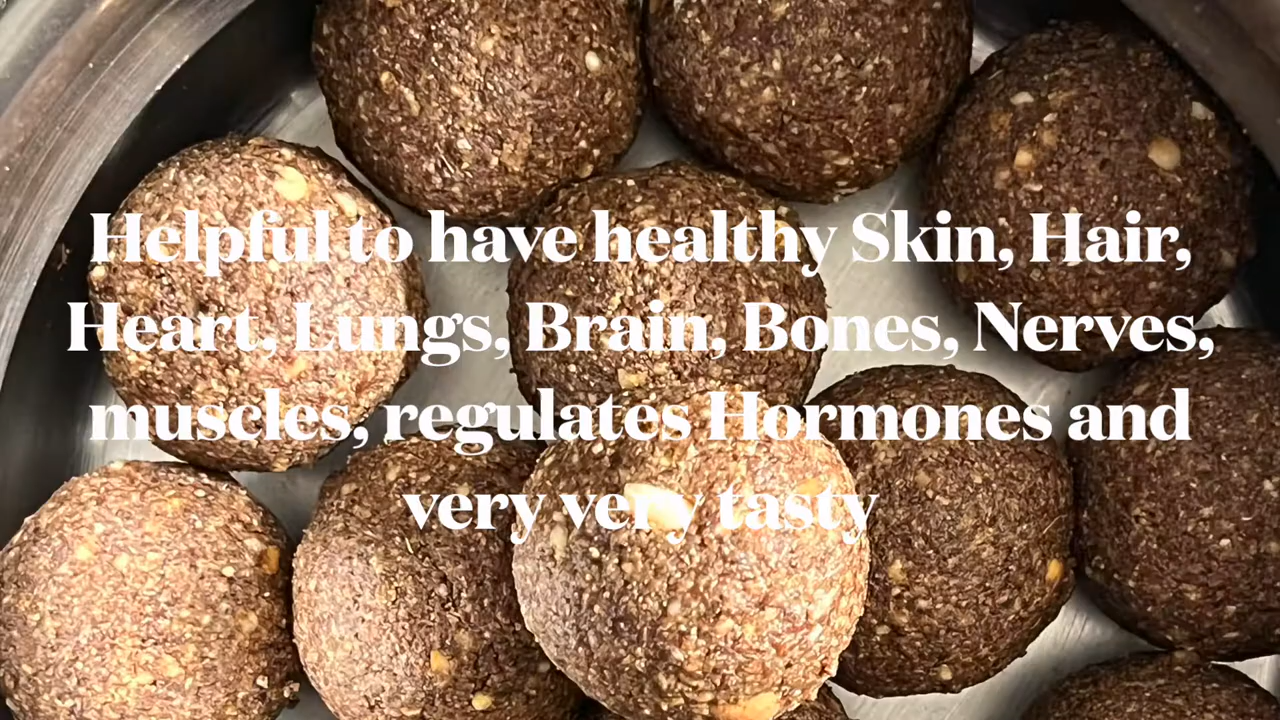 Helpful to have healthy Skin, Hair,
Heart, Lungs, Brain, Bones, Nerves,
muscles, regulates Hormones and
very very tasty